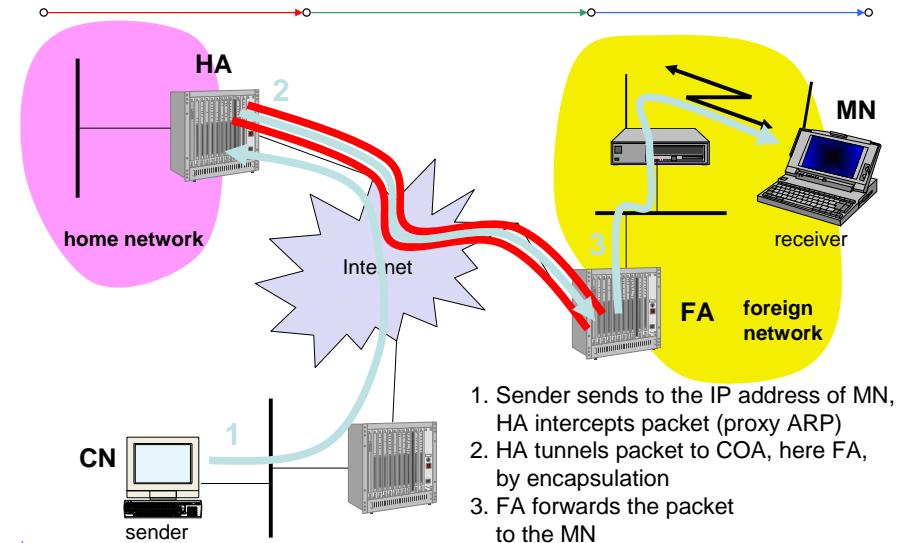 HA
2
MN
home network
receiver
3
Internet
FA
foreign
network
1. Sender sends to the IP address of MN,
HA intercepts packet (proxy ARP)
2. HA tunnels packet to COA, here FA,
by encapsulation
3. FA forwards the packet
to the MN
1
CN
sender